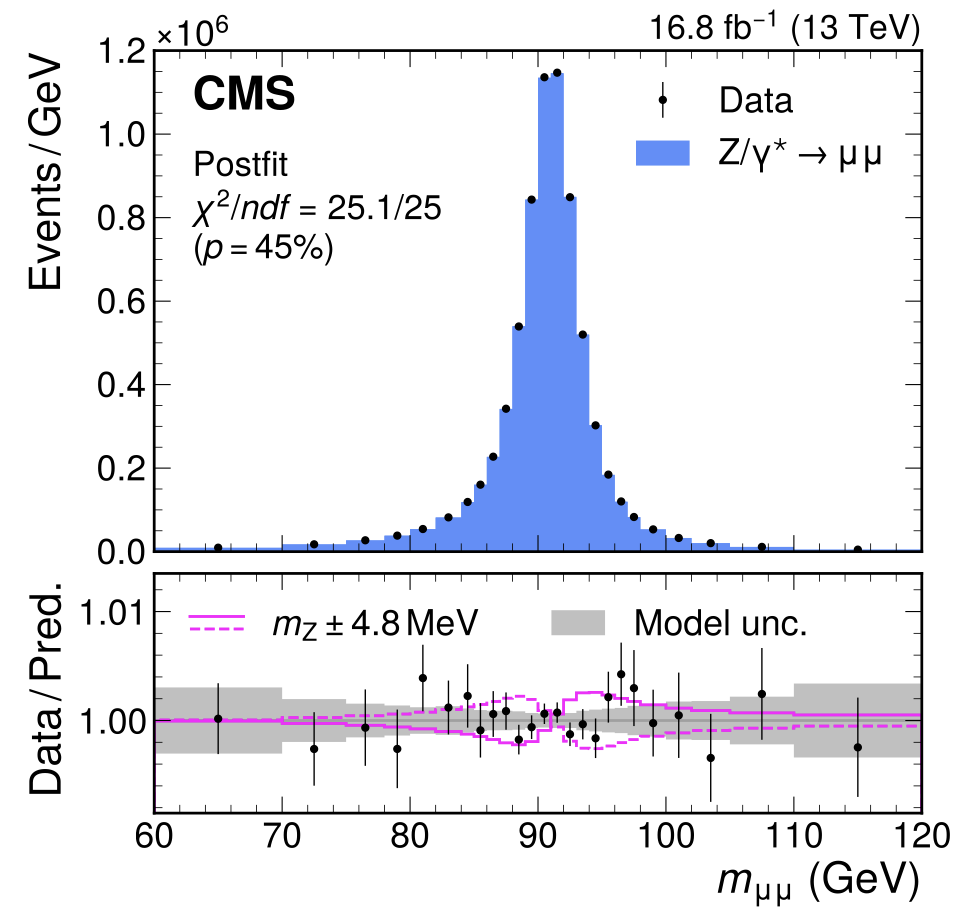 ×10⁶
16.8 fb⁻¹ (13 TeV)
CMS
Postfit
χ²/ndf = 25.1/25
(p = 45%)
Data
Z/γ* → μμ
Events/GeV
1.2
1.0
0.8
0.6
0.4
0.2
0.0
m_Z ± 4.8 MeV
Model unc.
Data/Pred.
1.01
1.00
60 70 80 90 100 110 120
m_μμ (GeV)